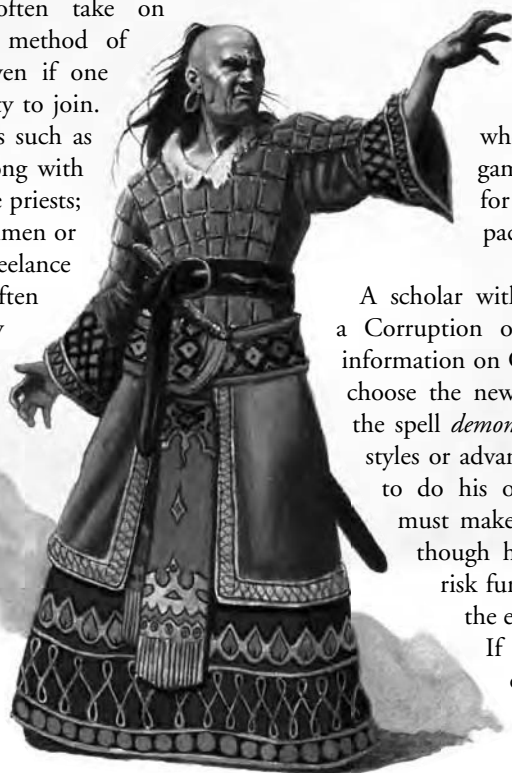 often take on
method of
ven if one
ty to join.
s such as
ong with
e priests;
men or
eelance
ften
y
wh
gam
for
pac
A scholar with
a Corruption o
information on
choose the new
the spell demon
styles or advan
to do his o
must make
though h
risk fur
the e
If